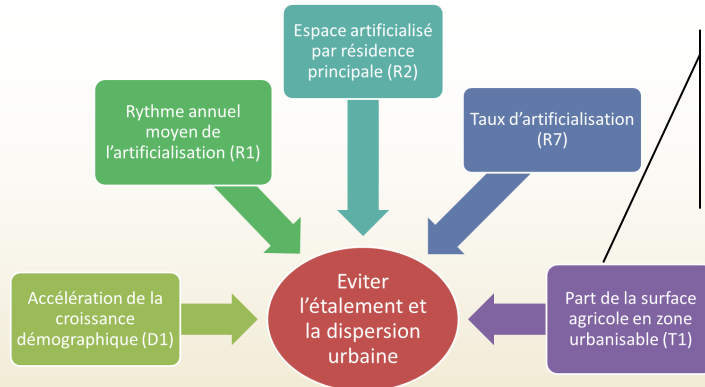 Espace artificialisé
par résidence
principale (R2)
Rythme annuel
moyen de
l'artificialisation (R1)
Taux d'artificialisation
(R7)
Accélération de la
croissance
démographique (D1)
Eviter
l'étalement et
la dispersion
urbaine
Part de la surface
agricole en zone
urbanisable (T1)